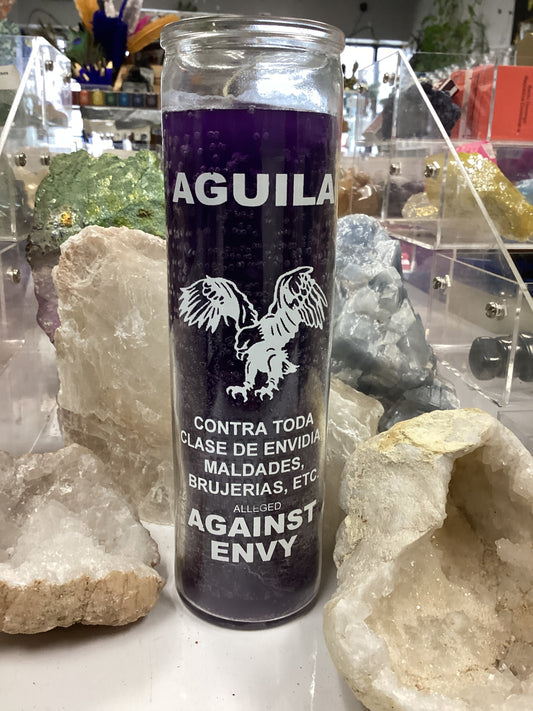 AGUILA
CONTRA TODA
CLASE DE ENVIDIA,
MALDADES,
BRUJERIAS, ETC.
ALLEGED
AGAINST
ENVY